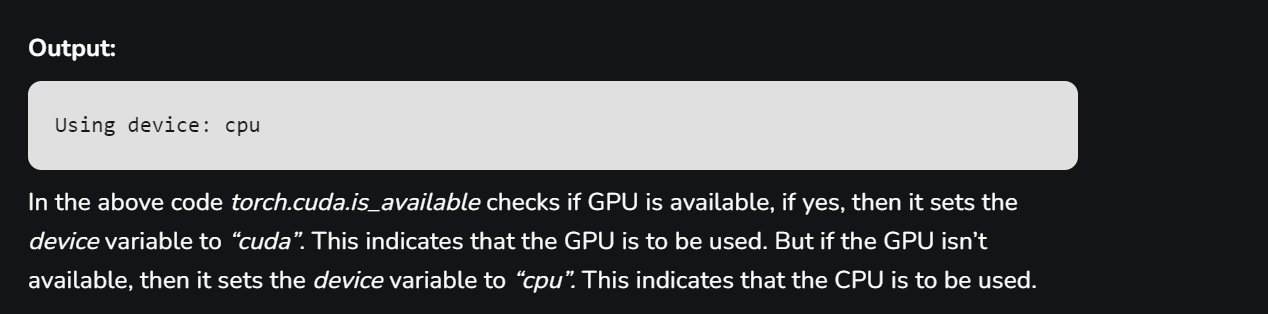 Output:
Using device: cpu
In the above code torch.cuda.is_available checks if GPU is available, if yes, then it sets the
device variable to “cuda”. This indicates that the GPU is to be used. But if the GPU isn’t
available, then it sets the device variable to “cpu”. This indicates that the CPU is to be used.